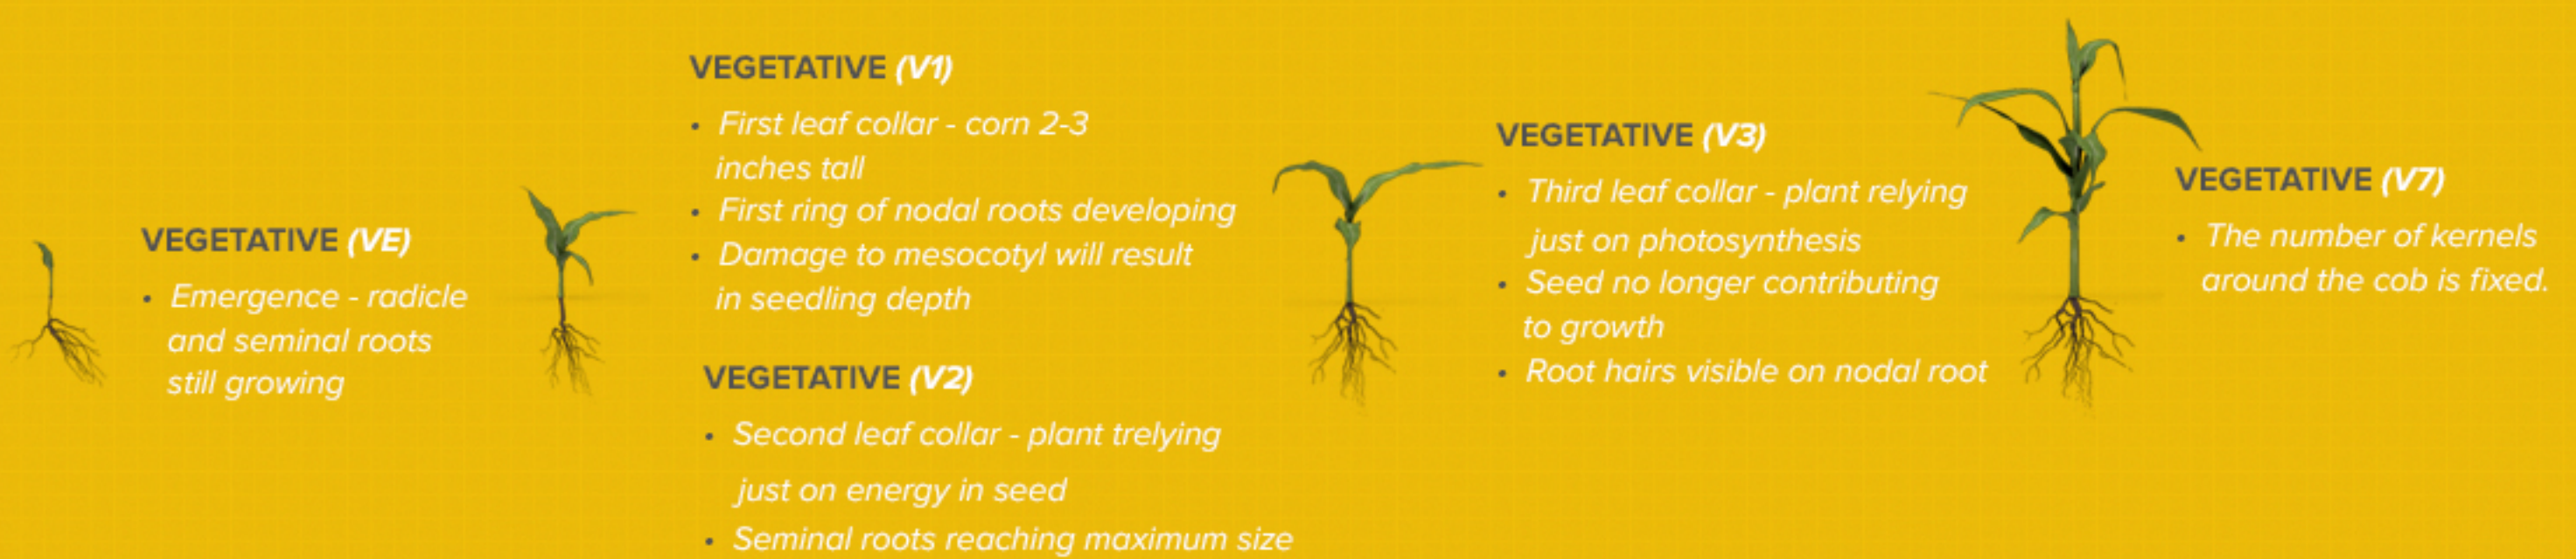 VEGETATIVE (VE)
• Emergence - radicle
and seminal roots
still growing
VEGETATIVE (V1)
• First leaf collar - corn 2-3
inches tall
• First ring of nodal roots developing
• Damage to mesocotyl will result
in seedling depth
VEGETATIVE (V2)
• Second leaf collar - plant trelying
just on energy in seed
• Seminal roots reaching maximum size
VEGETATIVE (V3)
• Third leaf collar - plant relying
just on photosynthesis
• Seed no longer contributing
to growth
• Root hairs visible on nodal root
VEGETATIVE (V7)
• The number of kernels
around the cob is fixed.